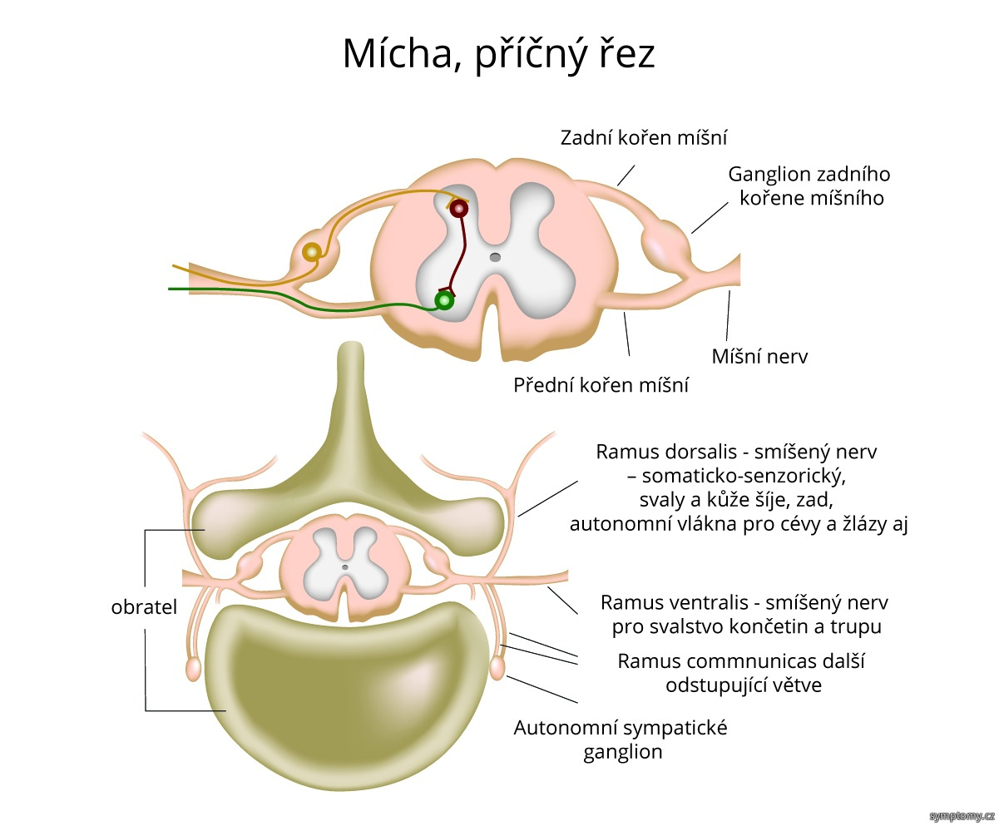 Mícha, příčný řez
Zadní kořen míšní
Ganglion zadního
kořene míšního
Míšní nerv
Přední kořen míšní
Ramus dorsalis - smíšený nerv
– somaticko-senzorický,
svaly a kůže šíje, zad,
autonomní vlákna pro cévy a žlázy aj
obratel
Ramus ventralis - smíšený nerv
pro svalstvo končetin a trupu
Ramus commnunicas další
odstupující větve
Autonomní sympatické
ganglion
symptomy.cz